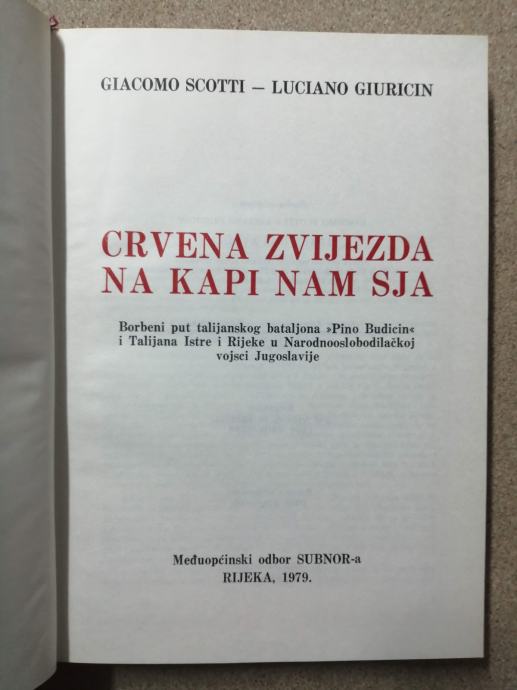 GIACOMO SCOTTI — LUCIANO GIURICIN
CRVENA ZVIJEZDA
NA KAPI NAM SJA
Borbeni put talijanskog bataljona »Pino Budicin«
i Talijana Istre i Rijeke u Narodnooslobodilačkoj
vojsci Jugoslavije
Međuopćinski odbor SUBNOR-a
RIJEKA, 1979.